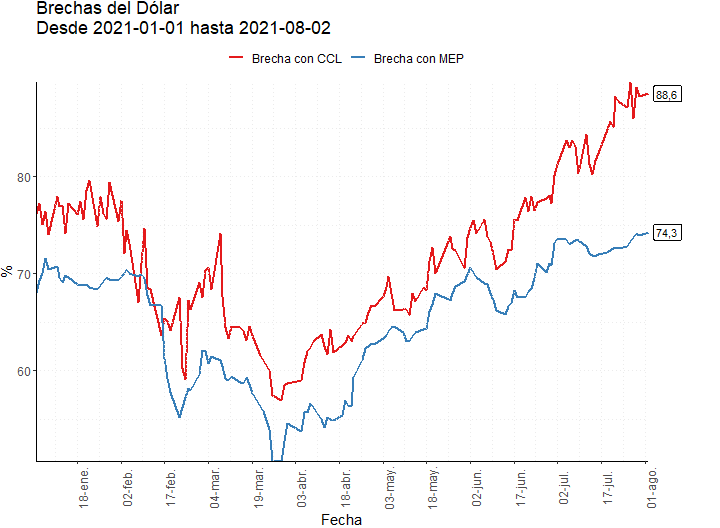 Brechas del Dólar
Desde 2021-01-01 hasta 2021-08-02
Brecha con CCL
Brecha con MEP
88,6
80
74,3
70
60
%
18-ene.
02-feb.
17-feb.
04-mar.
19-mar.
03-abr.
18-abr.
03-may.
18-may.
02-jun.
17-jun.
02-jul.
17-jul.
01-ago.
Fecha